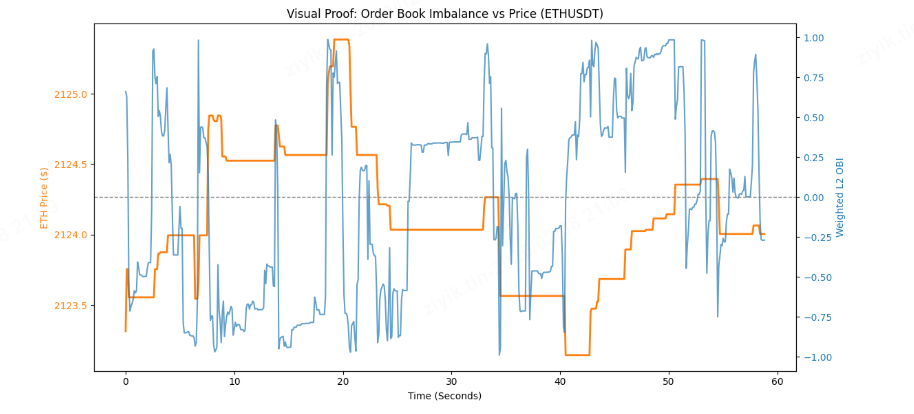 Visual Proof: Order Book Imbalance vs Price (ETHUSDT)
ETH Price ($)
2125.0
2124.5
2124.0
2123.5
1.00
0.75
0.50
0.25
0.00
−0.25
−0.50
−0.75
−1.00
Weighted L2 OBI
0 10 20 30 40 50 60
Time (Seconds)